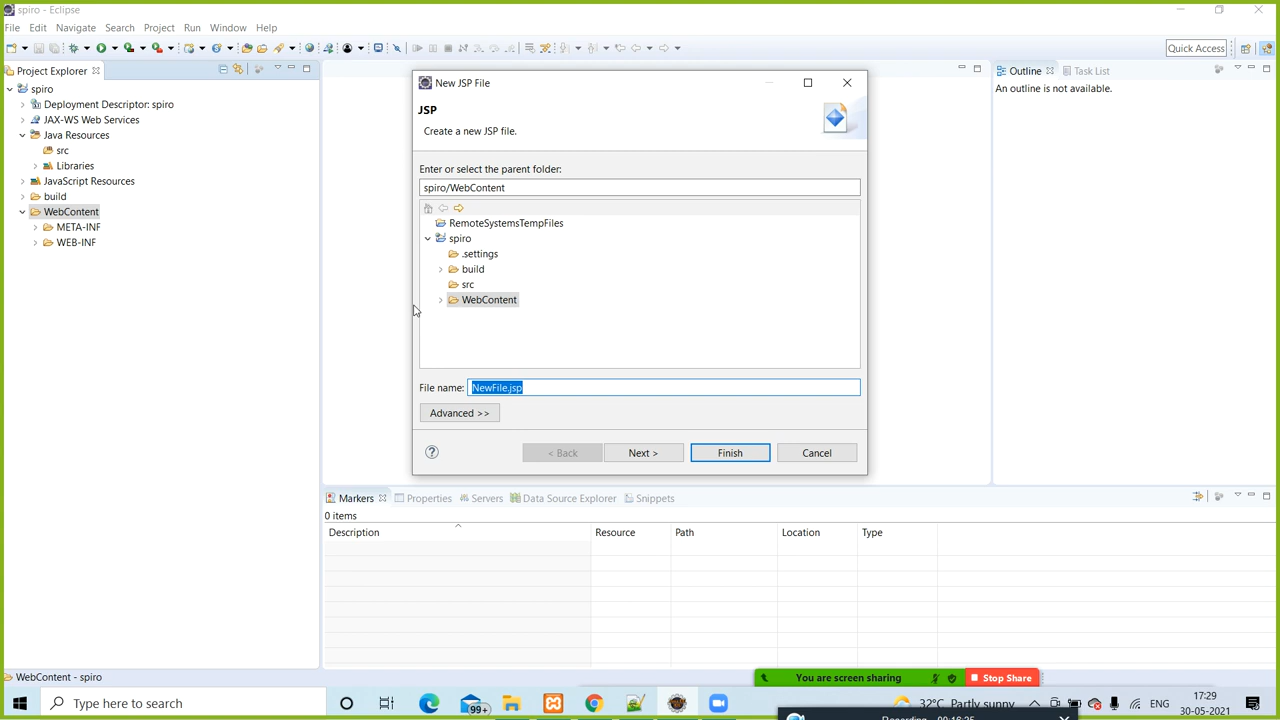 spiro - Eclipse
File Edit Navigate Search Project Run Window Help
Quick Access
Project Explorer
spiro
Deployment Descriptor: spiro
JAX-WS Web Services
Java Resources
src
Libraries
JavaScript Resources
build
WebContent
META-INF
WEB-INF
New JSP File
JSP
Create a new JSP file.
Enter or select the parent folder:
spiro/WebContent
RemoteSystemsTempFiles
spiro
.settings
build
src
WebContent
File name: NewFile.jsp
Advanced >>
< Back Next > Finish Cancel
Outline Task List
An outline is not available.
Markers Properties Servers Data Source Explorer Snippets
0 items
Description Resource Path Location Type
WebContent - spiro
You are screen sharing Stop Share
Type here to search
99+
32°C Partly sunny
ENG
17:29
30-05-2021